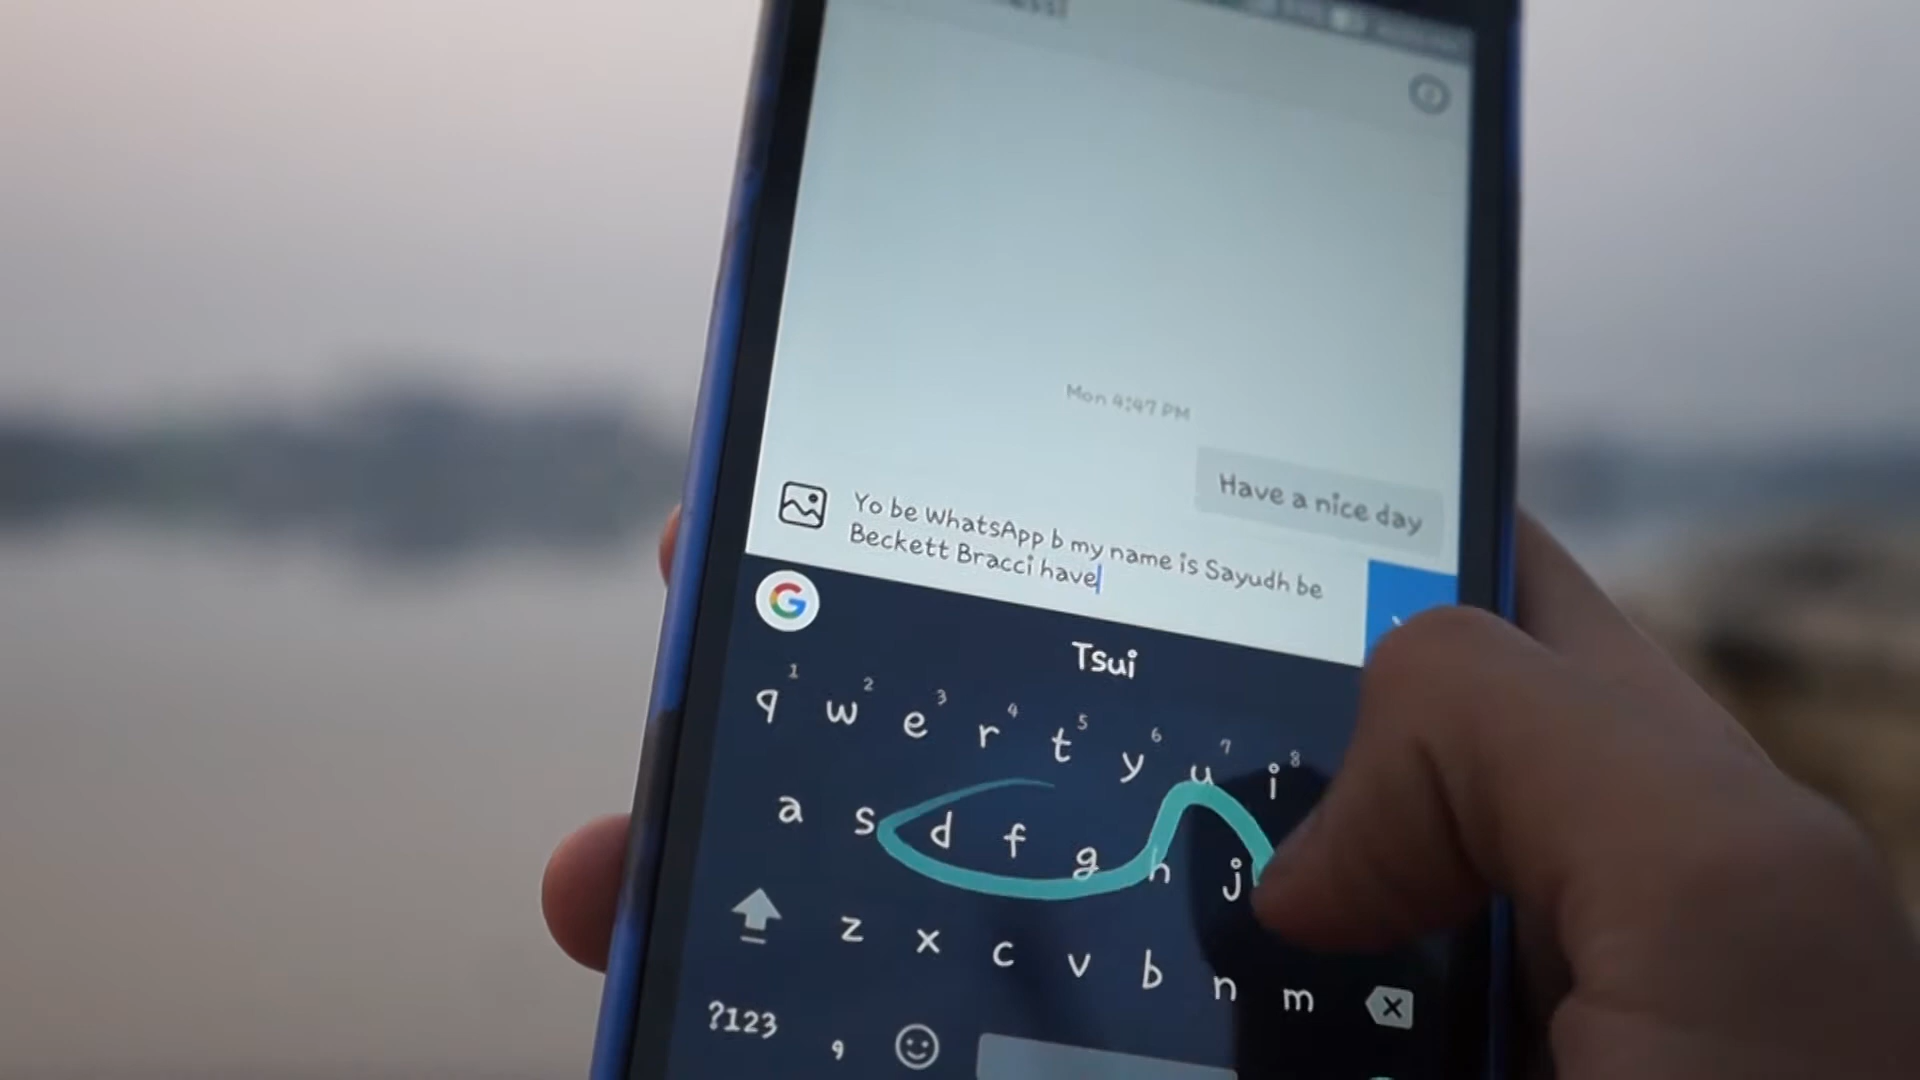 Mon 4:47 PM
Have a nice day
Yo be WhatsApp b my name is Sayudh be
Beckett Bracci have
G
Tsui
1 2 3 4 5 6 7 8
q w e r t y u i
a s d f g h j
z x c v b n m
?123 ,